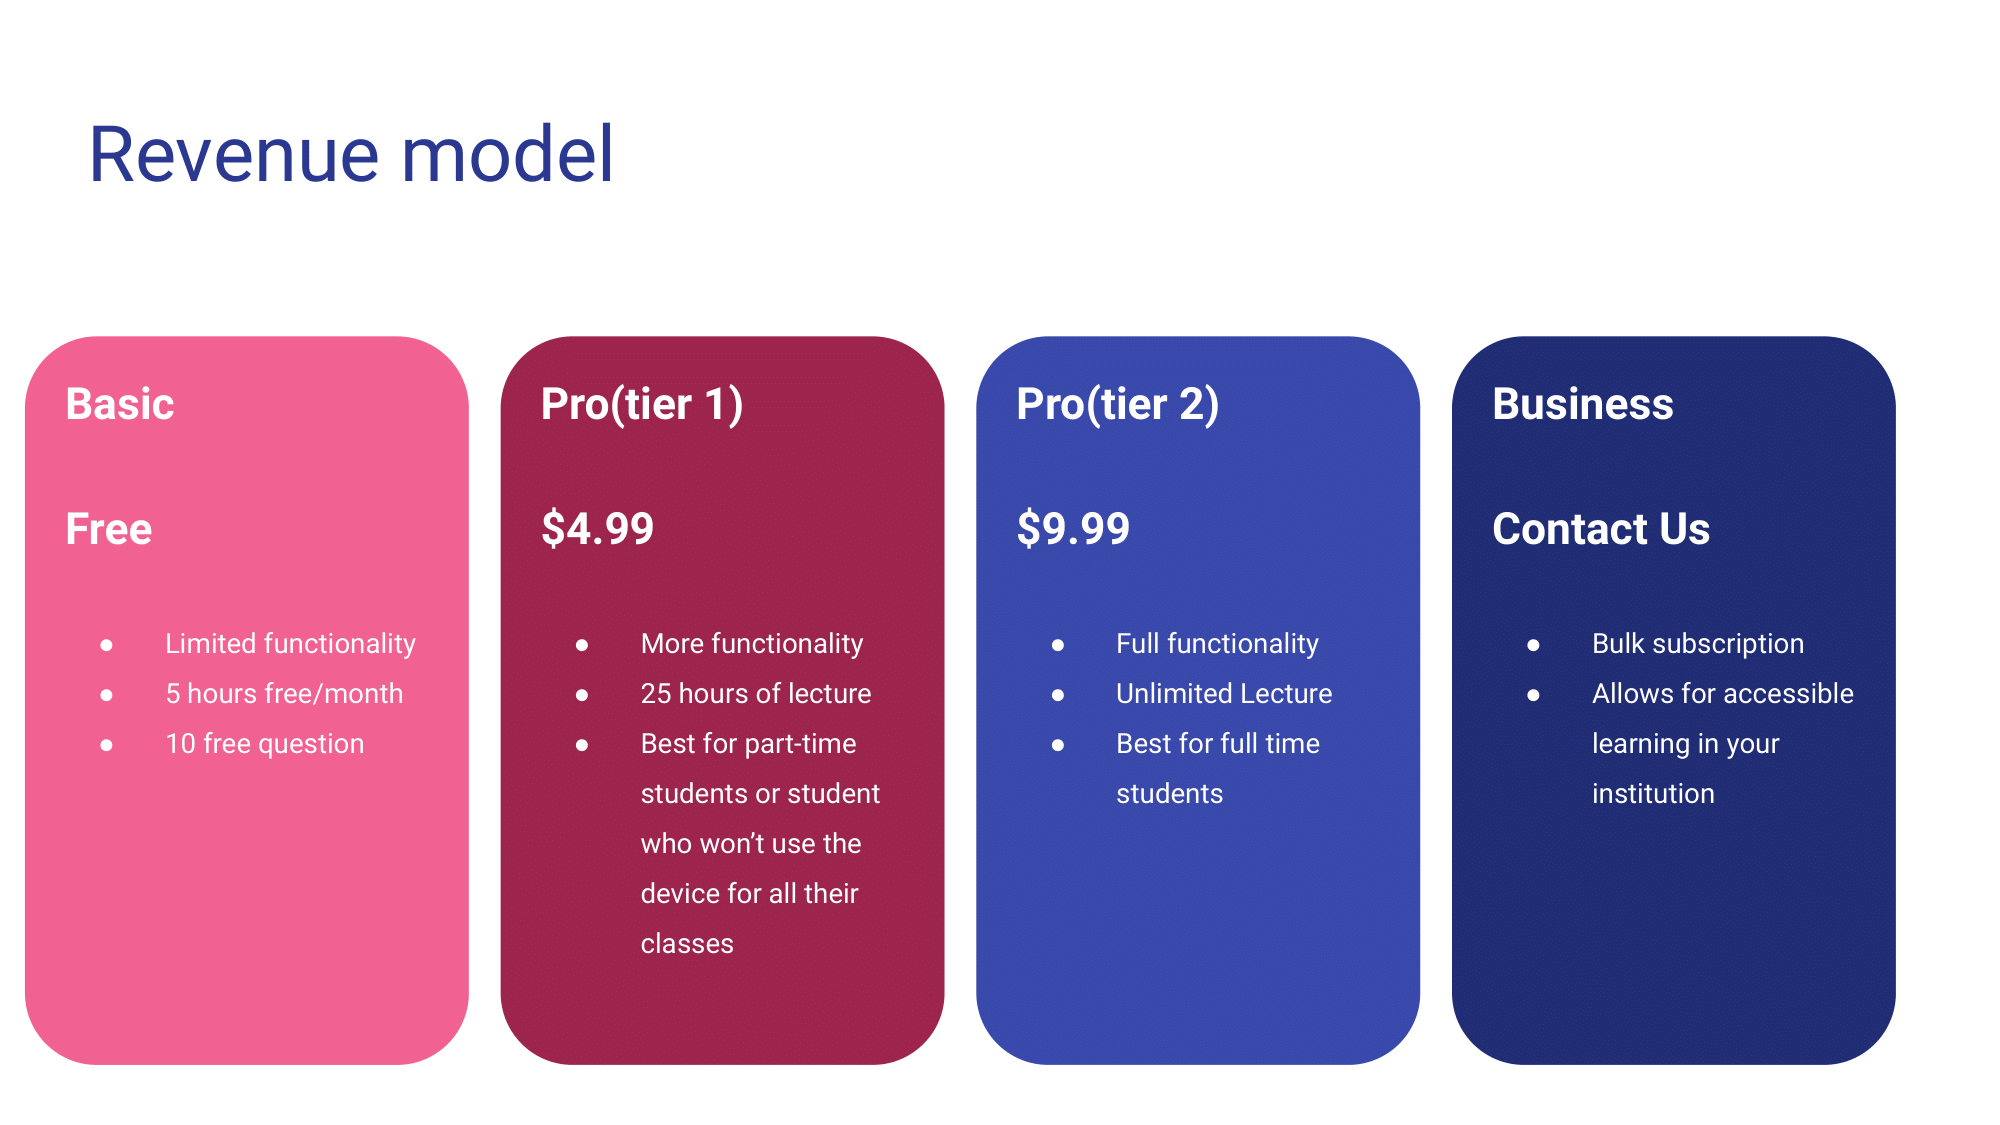 Revenue model
Basic
Free
● Limited functionality
● 5 hours free/month
● 10 free question
Pro(tier 1)
$4.99
● More functionality
● 25 hours of lecture
● Best for part-time
students or student
who won’t use the
device for all their
classes
Pro(tier 2)
$9.99
● Full functionality
● Unlimited Lecture
● Best for full time
students
Business
Contact Us
● Bulk subscription
● Allows for accessible
learning in your
institution